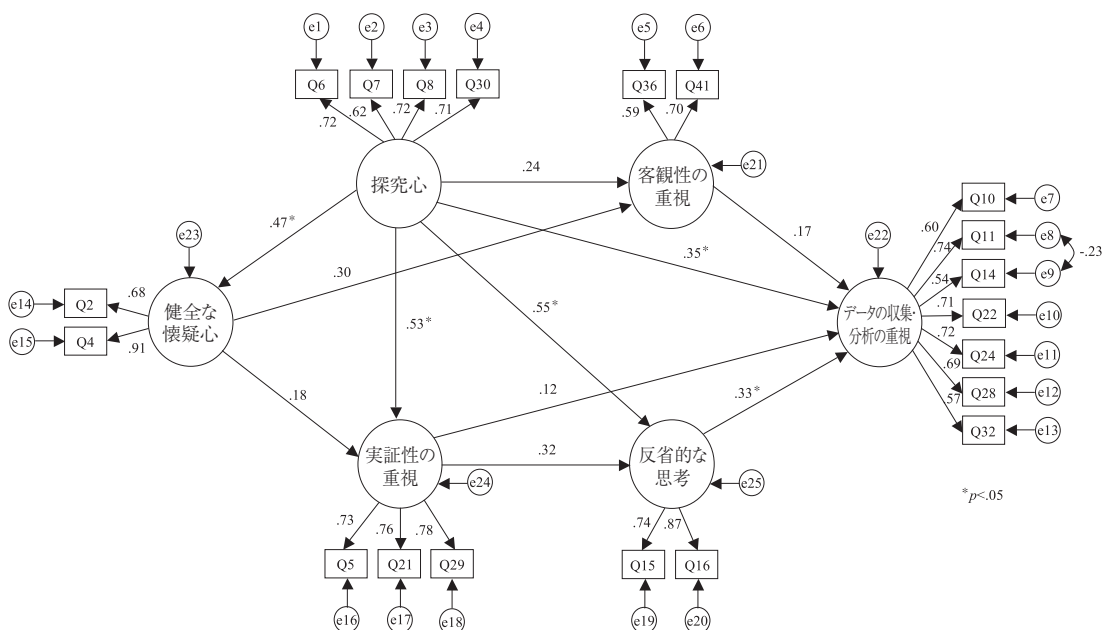 e1
e2
e3
e4
e5
e6
Q6
Q7
Q8
Q30
Q36
Q41
.72
.62
.72
.71
.59
.70
探究心
客観性の
重視
e21
.24
.47*
e23
.30
.35*
.17
e22
Q10
e7
.60
Q11
e8
.74
-.23
Q14
e9
.54
e14
Q2
.68
健全な
懐疑心
e15
Q4
.91
データの収集・
分析の重視
.71
Q22
e10
.72
Q24
e11
.69
Q28
e12
.57
Q32
e13
.53*
.55*
.18
.12
.33*
実証性の
重視
e24
.32
反省的な
思考
e25
*p<.05
.73
.76
.78
.74
.87
Q5
Q21
Q29
Q15
Q16
e16
e17
e18
e19
e20